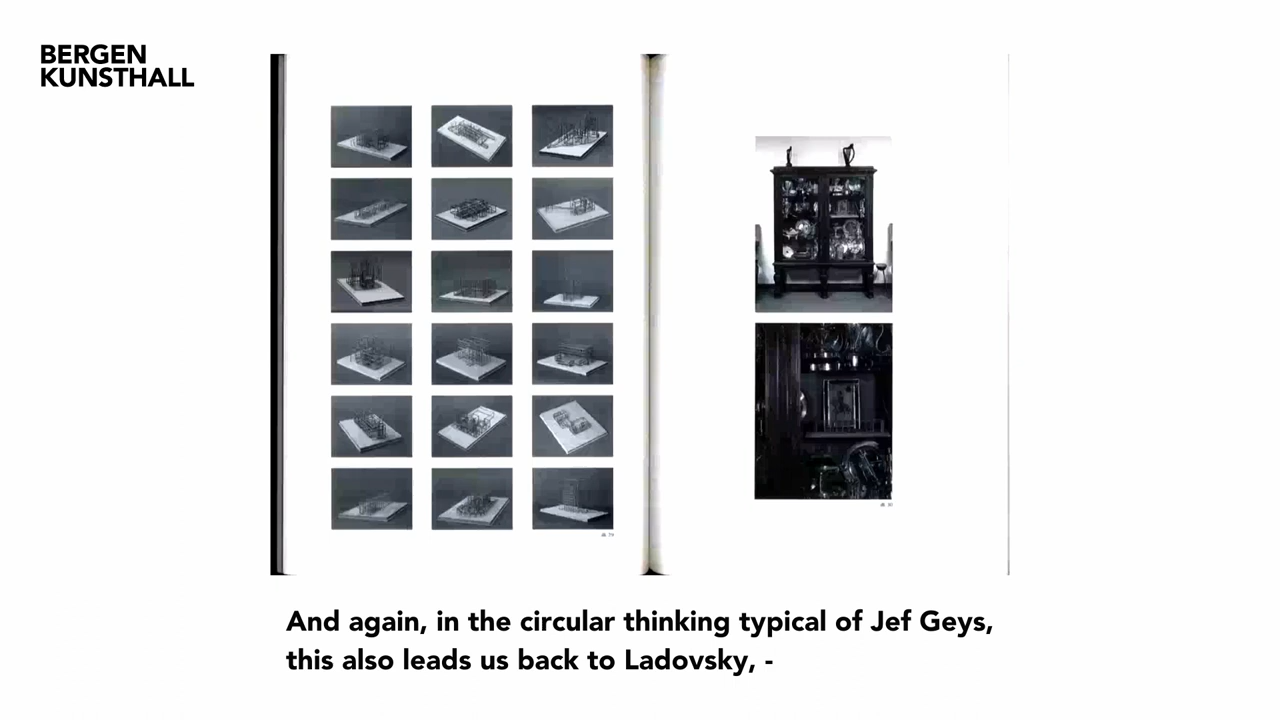 BERGEN
KUNSTHALL
And again, in the circular thinking typical of Jef Geys,
this also leads us back to Ladovsky, -